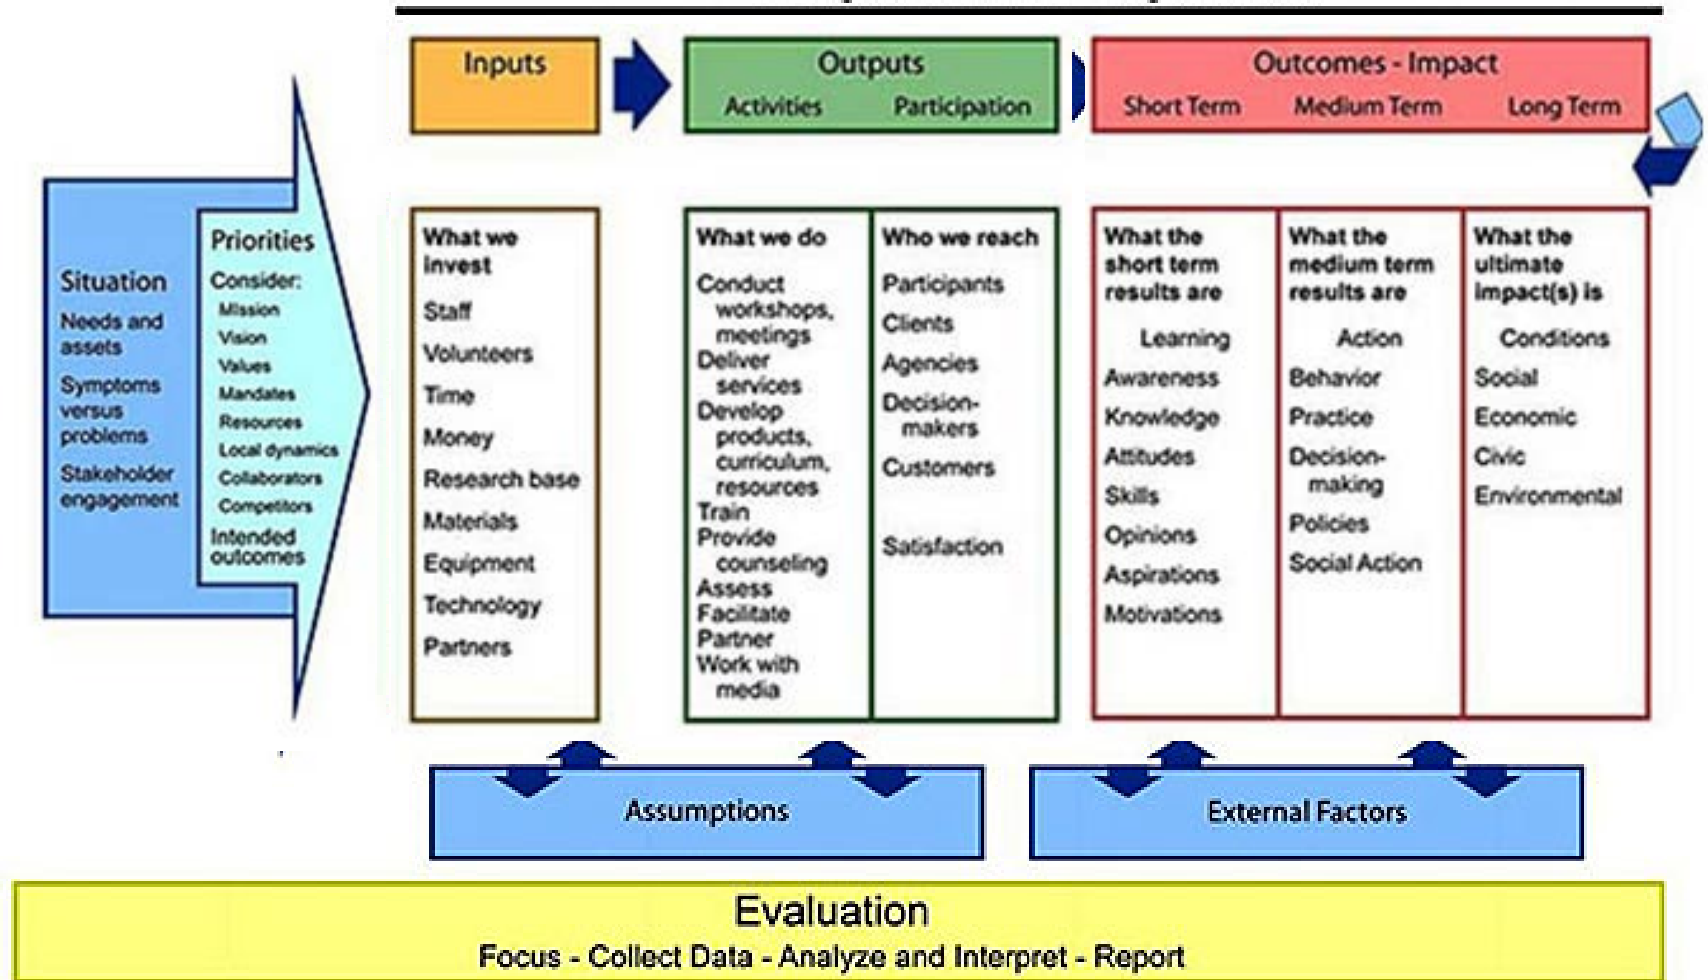 Inputs
Outputs
Activities Participation
Outcomes - Impact
Short Term Medium Term Long Term
Situation
Needs and
assets
Symptoms
versus
problems
Stakeholder
engagement
Priorities
Consider:
Mission
Vision
Values
Mandates
Resources
Local dynamics
Collaborators
Competitors
Intended
outcomes
What we
invest
Staff
Volunteers
Time
Money
Research base
Materials
Equipment
Technology
Partners
What we do
Conduct
workshops,
meetings
Deliver
services
Develop
products,
curriculum,
resources
Train
Provide
counseling
Assess
Facilitate
Partner
Work with
media
Who we reach
Participants
Clients
Agencies
Decision-
makers
Customers
Satisfaction
What the
short term
results are
Learning
Awareness
Knowledge
Attitudes
Skills
Opinions
Aspirations
Motivations
What the
medium term
results are
Action
Behavior
Practice
Decision-
making
Policies
Social Action
What the
ultimate
impact(s) is
Conditions
Social
Economic
Civic
Environmental
Assumptions
External Factors
Evaluation
Focus - Collect Data - Analyze and Interpret - Report